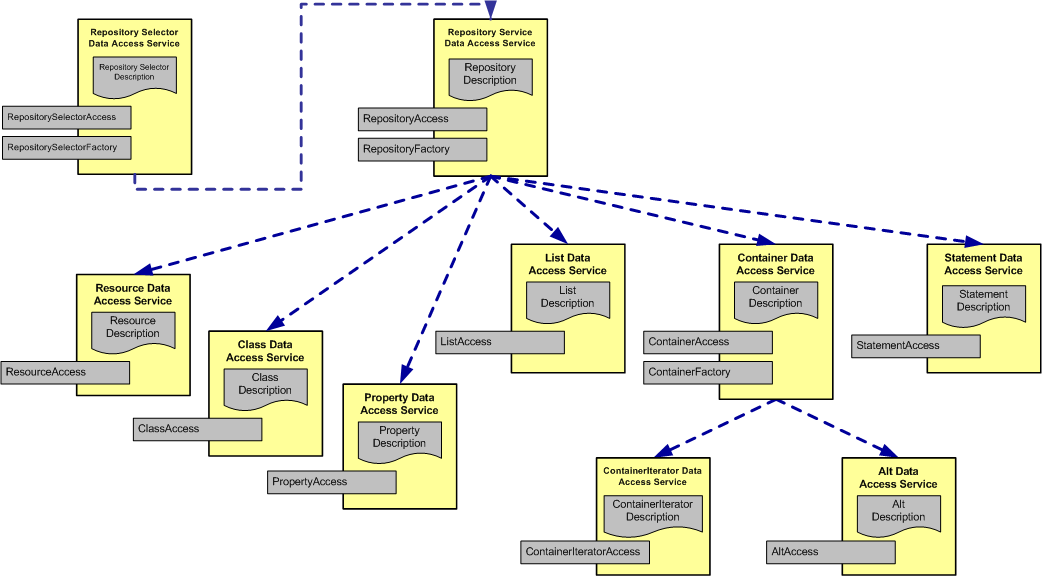 Repository Selector
Data Access Service
Repository Selector
Description
RepositorySelectorAccess
RepositorySelectorFactory
Repository Service
Data Access Service
Repository
Description
RepositoryAccess
RepositoryFactory
Resource Data
Access Service
Resource
Description
ResourceAccess
Class Data
Access Service
Class
Description
ClassAccess
Property Data
Access Service
Property
Description
PropertyAccess
List Data
Access Service
List
Description
ListAccess
Container Data
Access Service
Container
Description
ContainerAccess
ContainerFactory
Statement Data
Access Service
Statement
Description
StatementAccess
ContainerIterator Data
Access Service
ContainerIterator
Description
ContainerIteratorAccess
Alt Data
Access Service
Alt
Description
AltAccess